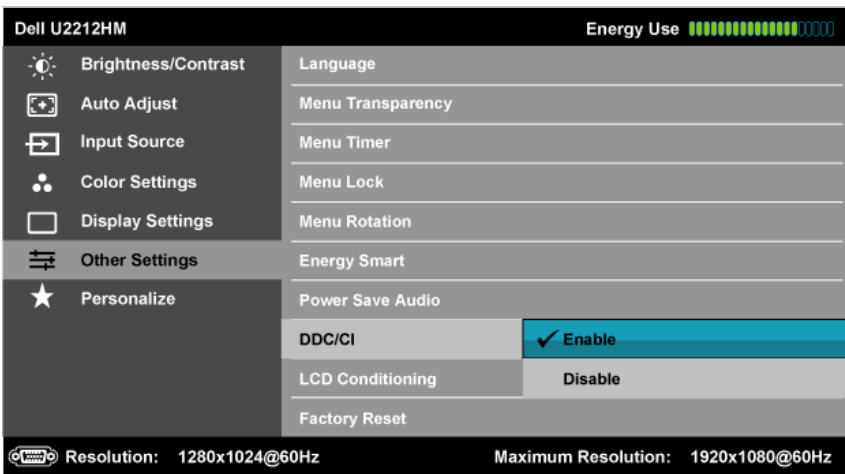 Dell U2212HM Energy Use
Brightness/Contrast Language
Auto Adjust Menu Transparency
Input Source Menu Timer
Color Settings Menu Lock
Display Settings Menu Rotation
Other Settings Energy Smart
Personalize Power Save Audio
DDC/CI Enable
LCD Conditioning Disable
Factory Reset
Resolution: 1280x1024@60Hz Maximum Resolution: 1920x1080@60Hz